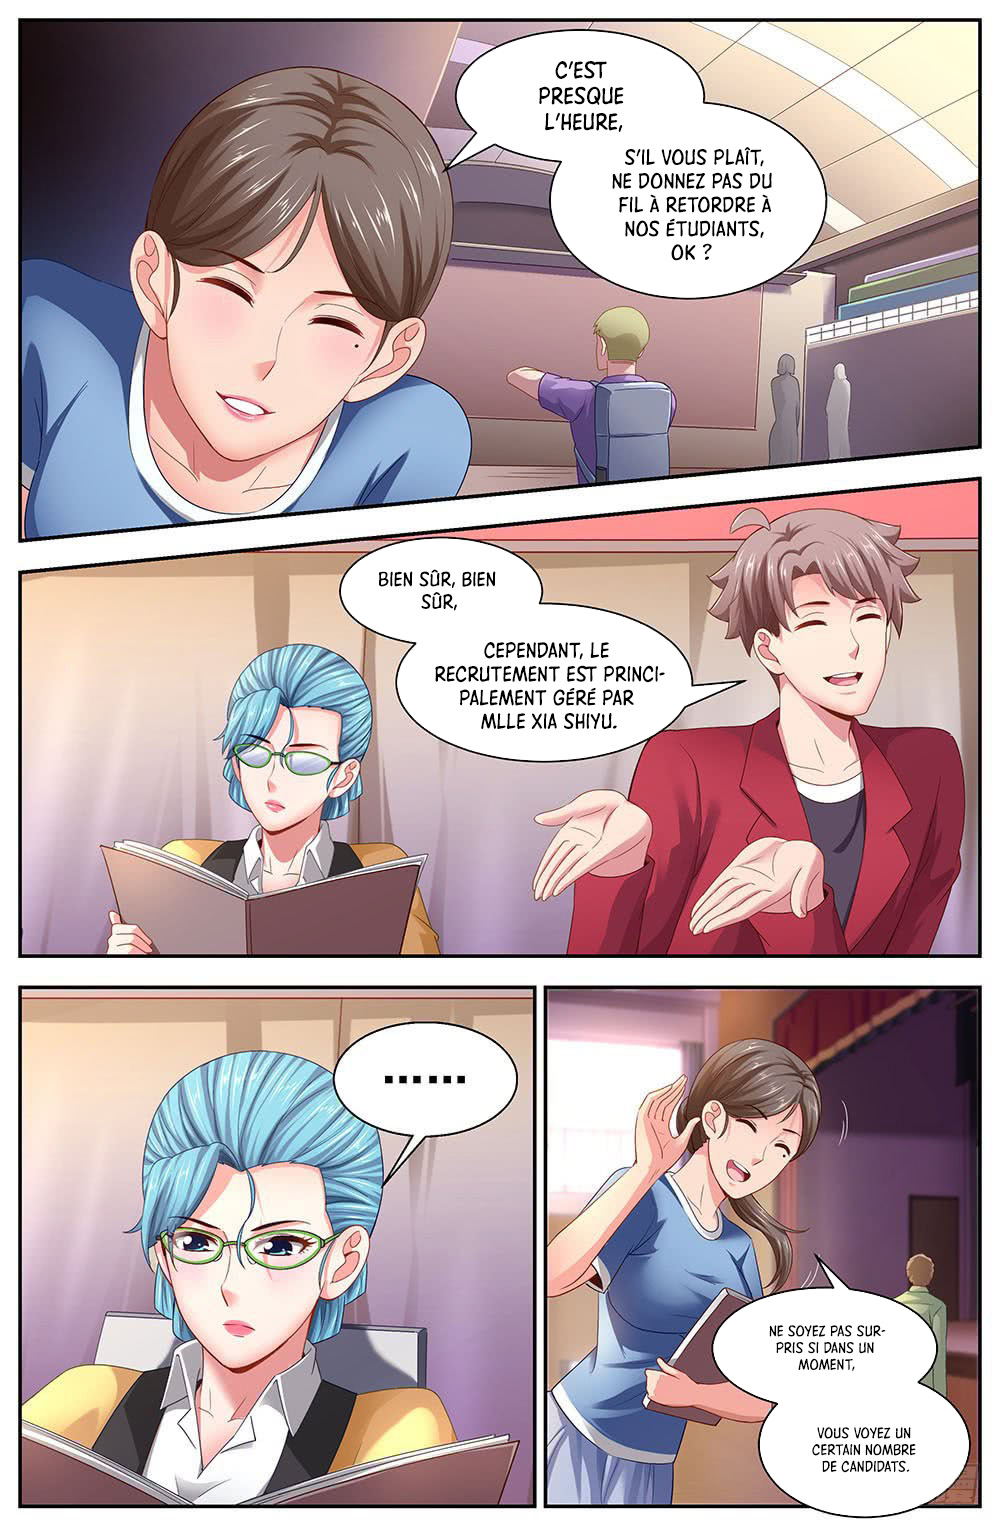 C'EST
PRESQUE
L'HEURE,
S'IL VOUS PLAÎT,
NE DONNEZ PAS DU
FIL À RETORDRE À
NOS ÉTUDIANTS,
OK ?
BIEN SÛR, BIEN
SÛR,
CEPENDANT, LE
RECRUTEMENT EST PRINCI-
PALEMENT GÉRÉ PAR
MLLE XIA SHIYU.
......
NE SOYEZ PAS SUR-
PRIS SI DANS UN
MOMENT,
VOUS VOYEZ UN
CERTAIN NOMBRE
DE CANDIDATS.